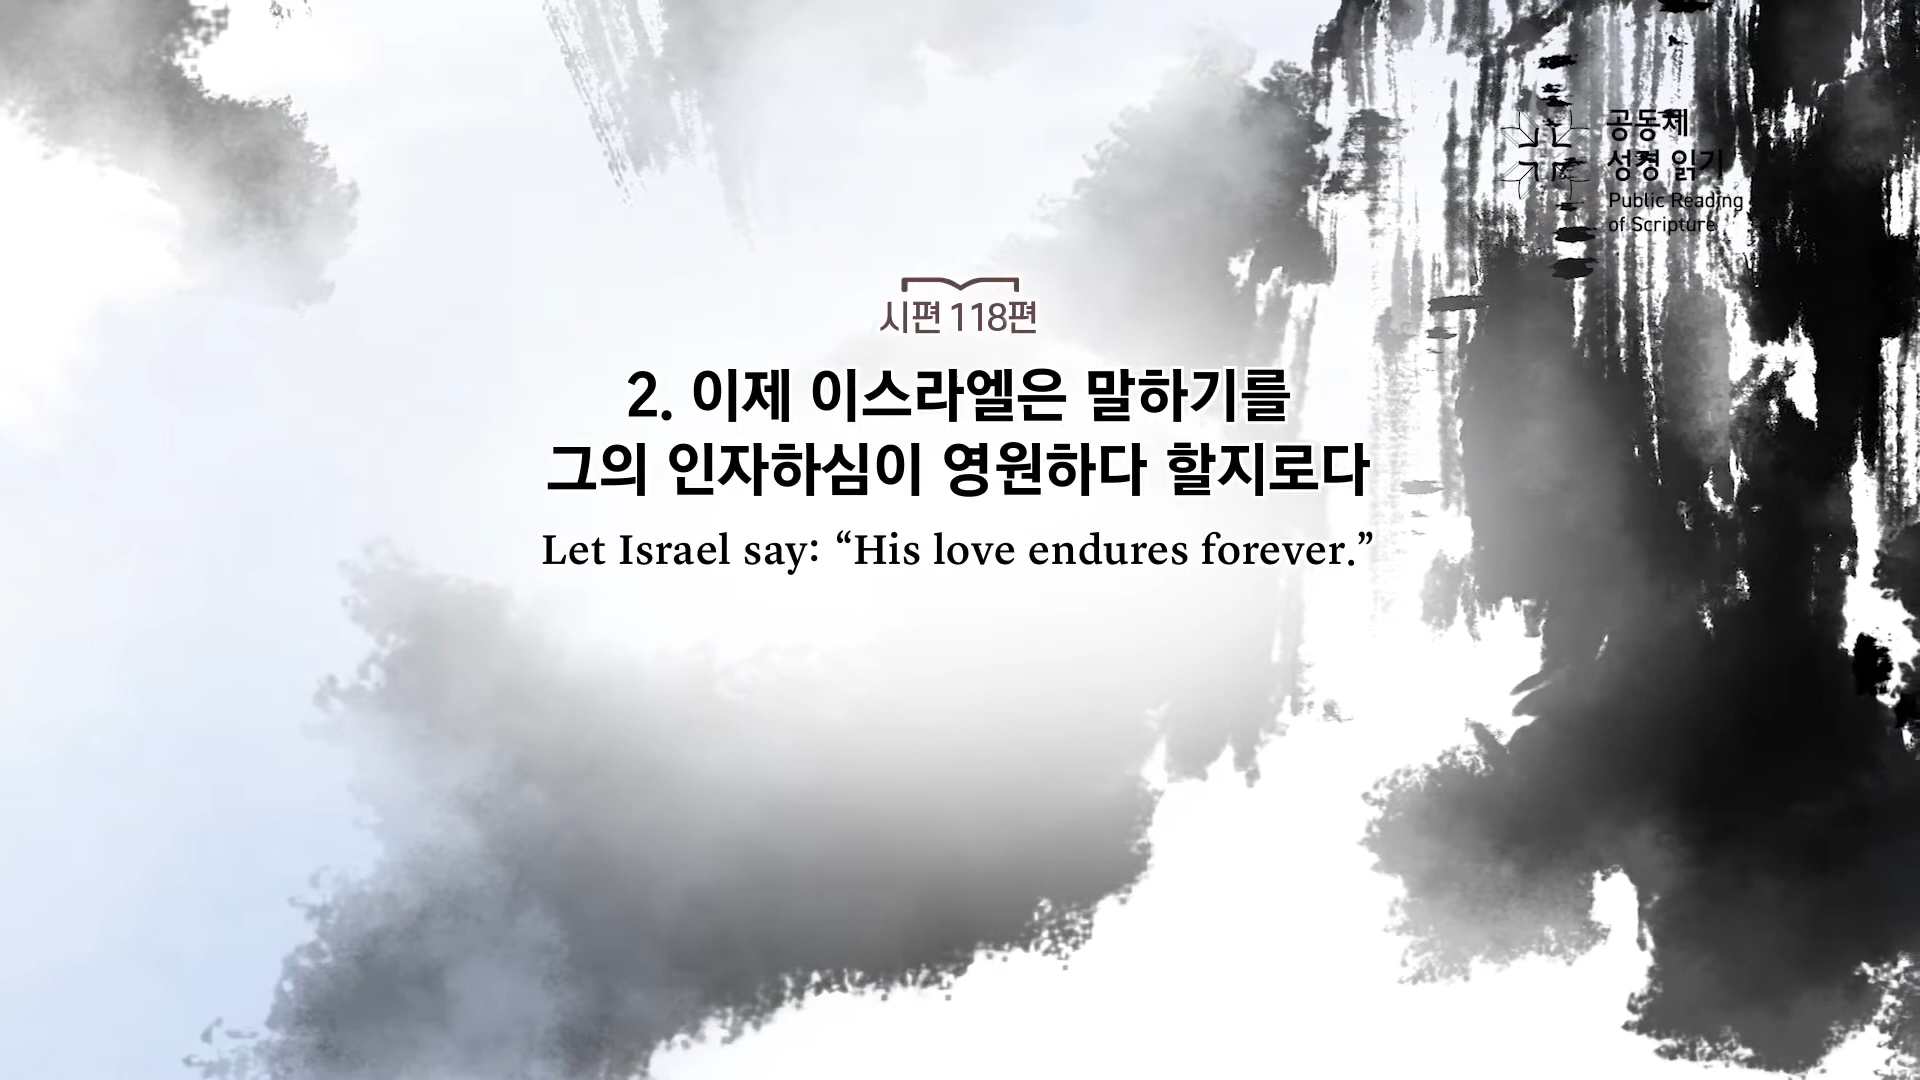 공동체
성경 읽기
Public Reading
of Scripture
시편 118편
2. 이제 이스라엘은 말하기를
그의 인자하심이 영원하다 할지로다
Let Israel say: “His love endures forever.”